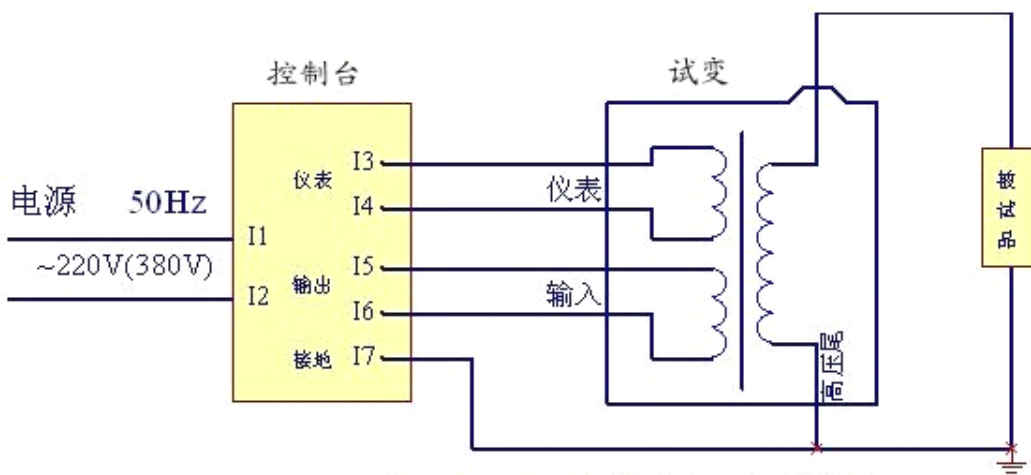 控制台
试变
电源 50Hz
~220V(380V)
I1
I2
仪表
I3
I4
输出
I5
I6
接地
I7
仪表
输入
高压尾
被试品